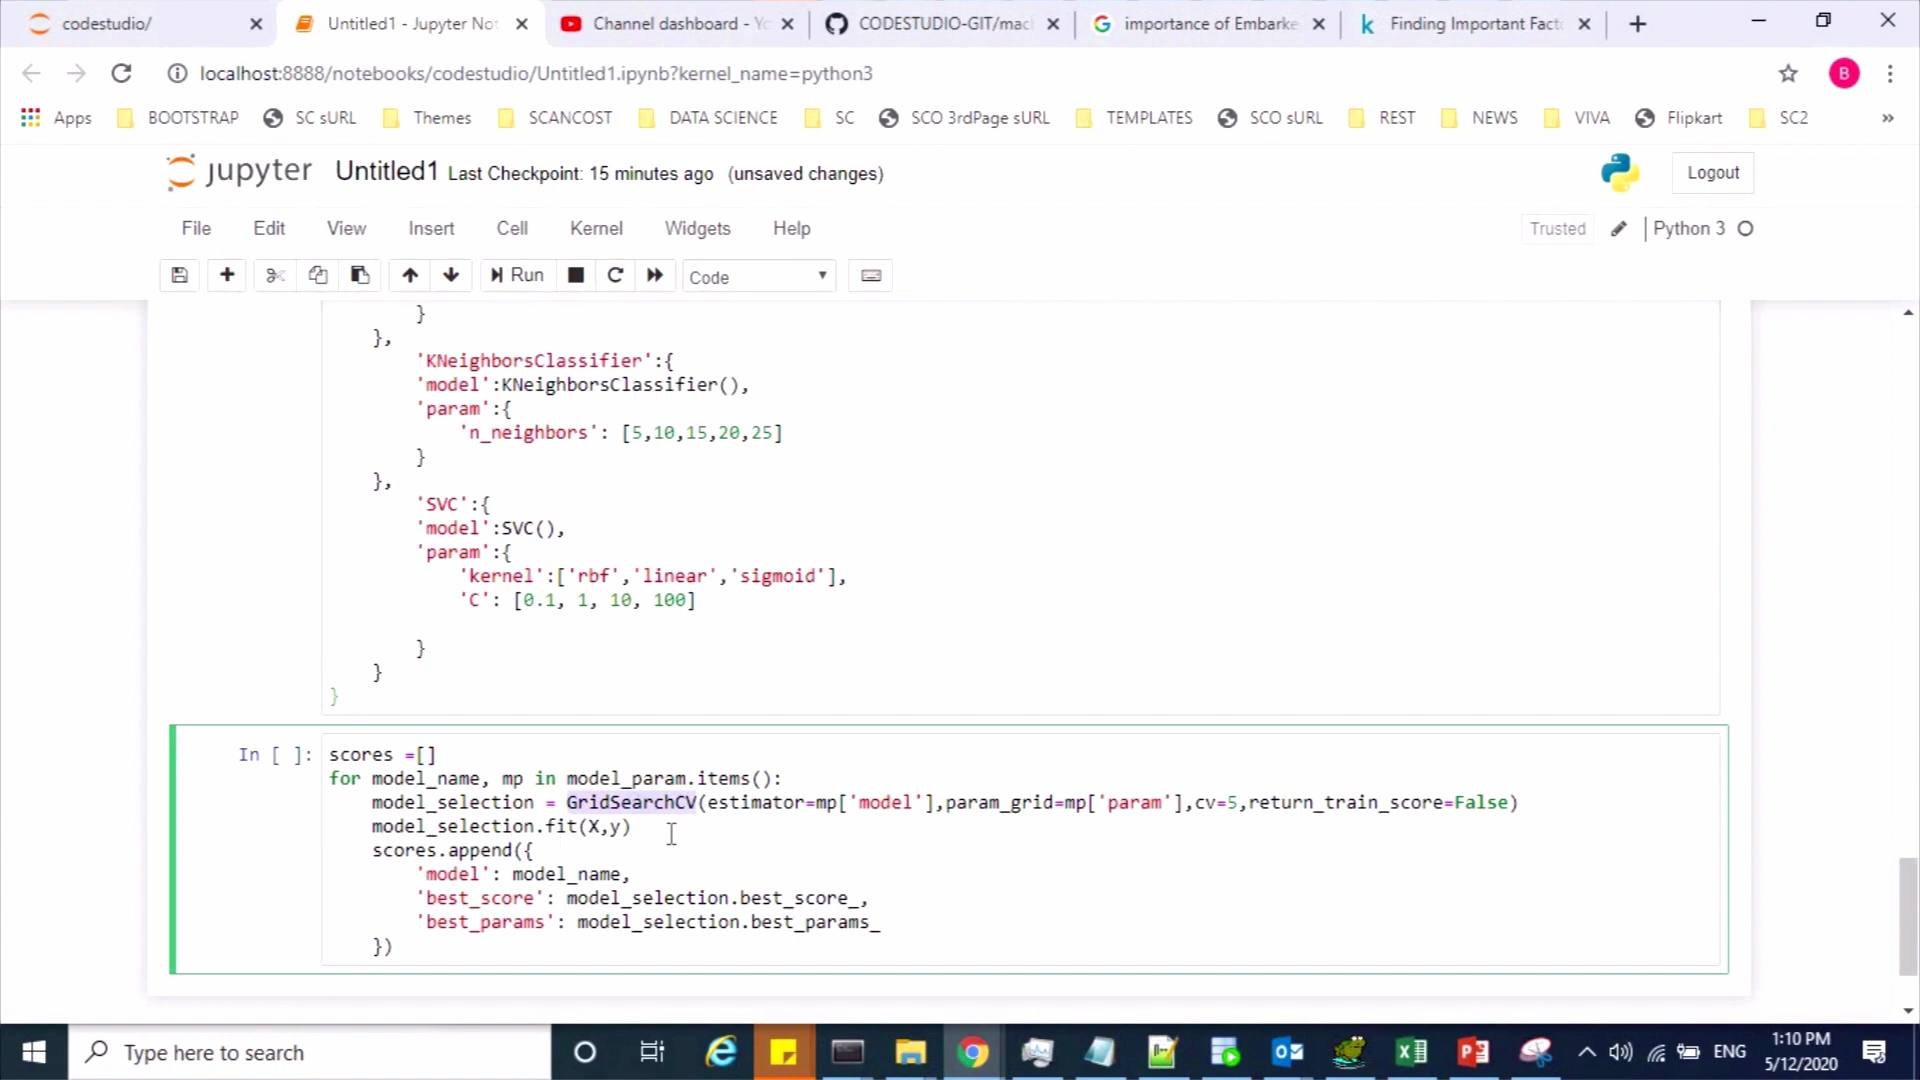 codestudio/
Untitled1 - Jupyter Not
Channel dashboard - Yo
CODESTUDIO-GIT/mac
importance of Embarke
Finding Important Facto
localhost:8888/notebooks/codestudio/Untitled1.ipynb?kernel_name=python3
B
Apps BOOTSTRAP SC sURL Themes SCANCOST DATA SCIENCE SC SCO 3rdPage sURL TEMPLATES SCO sURL REST NEWS VIVA Flipkart SC2 »
jupyter Untitled1 Last Checkpoint: 15 minutes ago (unsaved changes) Logout
File Edit View Insert Cell Kernel Widgets Help Trusted Python 3
Run Code
}
},
'KNeighborsClassifier':{
'model':KNeighborsClassifier(),
'param':{
'n_neighbors': [5,10,15,20,25]
}
},
'SVC':{
'model':SVC(),
'param':{
'kernel':['rbf','linear','sigmoid'],
'C': [0.1, 1, 10, 100]
}
}
}
In [ ]: scores =[]
for model_name, mp in model_param.items():
model_selection = GridSearchCV(estimator=mp['model'],param_grid=mp['param'],cv=5,return_train_score=False)
model_selection.fit(X,y)
scores.append({
'model': model_name,
'best_score': model_selection.best_score_,
'best_params': model_selection.best_params_
})
Type here to search
ENG
1:10 PM
5/12/2020